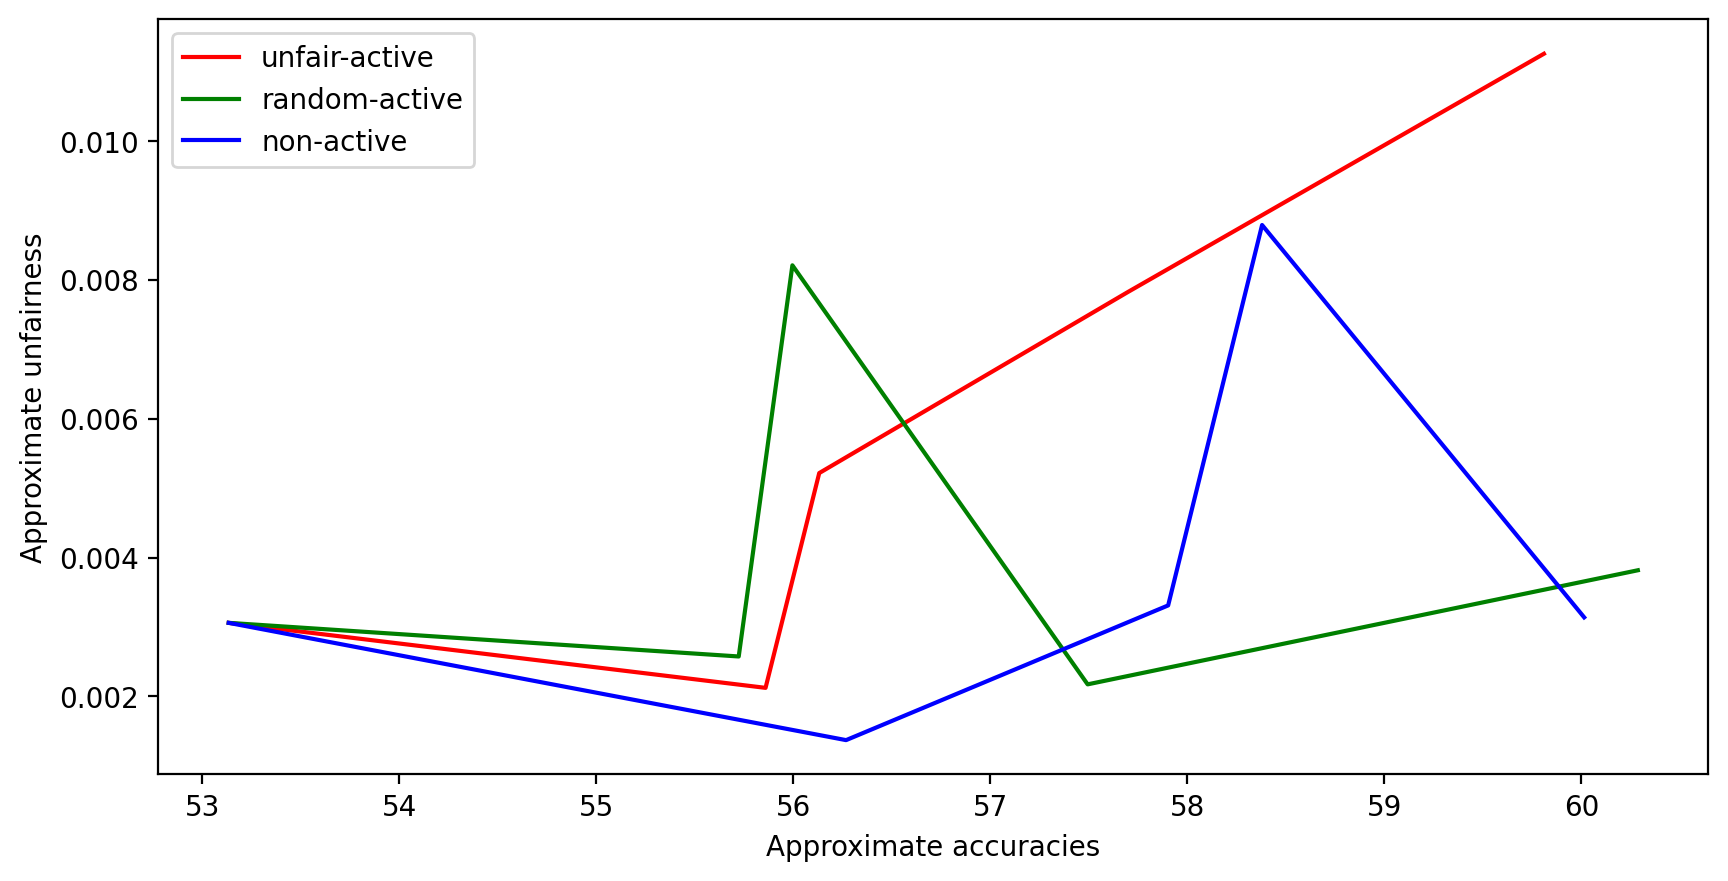 unfair-active
random-active
non-active
0.010
0.008
0.006
0.004
0.002
Approximate unfairness
53 54 55 56 57 58 59 60
Approximate accuracies